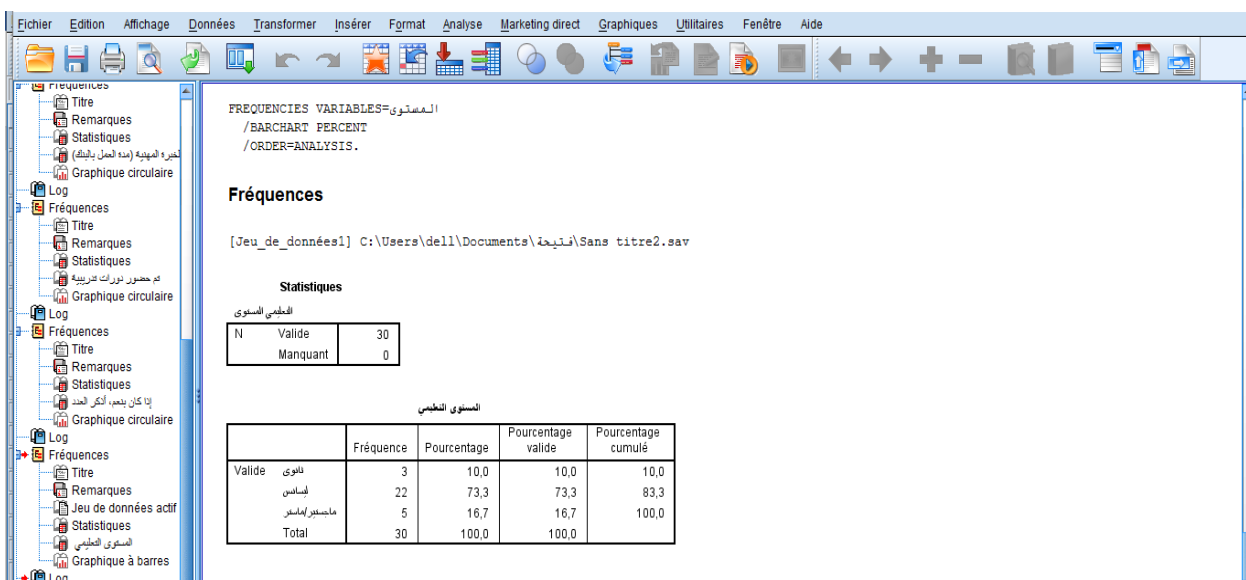 Fichier Edition Affichage Données Transformer Insérer Format Analyse Marketing direct Graphiques Utilitaires Fenêtre Aide
Fréquences
Titre
Remarques
Statistiques
لخبرة المهنية (مدة العمل بالبنك)
Graphique circulaire
Log
Fréquences
Titre
Remarques
Statistiques
تم حضور دورات تدريبية
Graphique circulaire
Log
Fréquences
Titre
Remarques
Statistiques
إذا كان بنعم، أذكر العدد
Graphique circulaire
Log
Fréquences
Titre
Remarques
Jeu de données actif
Statistiques
المستوى التعليمي
Graphique à barres
Log
FREQUENCIES VARIABLES=المستوى
/BARCHART PERCENT
/ORDER=ANALYSIS.
Fréquences
[Jeu_de_données1] C:\Users\dell\Documents\فتيحة\Sans titre2.sav
Statistiques
التعليمي المستوى
N Valide 30
Manquant 0
المستوى التعليمي
Fréquence Pourcentage Pourcentage valide Pourcentage cumulé
Valide ثانوي 3 10,0 10,0 10,0
ليسانس 22 73,3 73,3 83,3
ماجستير/ماستر 5 16,7 16,7 100,0
Total 30 100,0 100,0